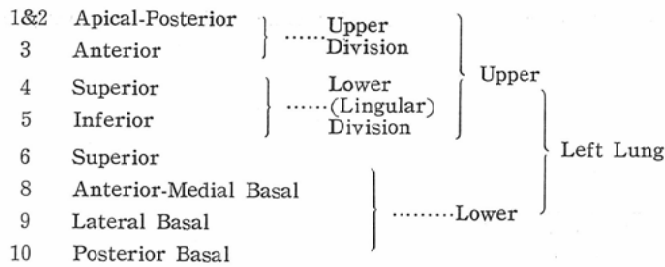 1&2 Apical-Posterior ...... Upper
3 Anterior Division
Upper
4 Superior Lower
5 Inferior ......(Lingular)
Division
Left Lung
6 Superior
8 Anterior-Medial Basal
.........Lower
9 Lateral Basal
10 Posterior Basal